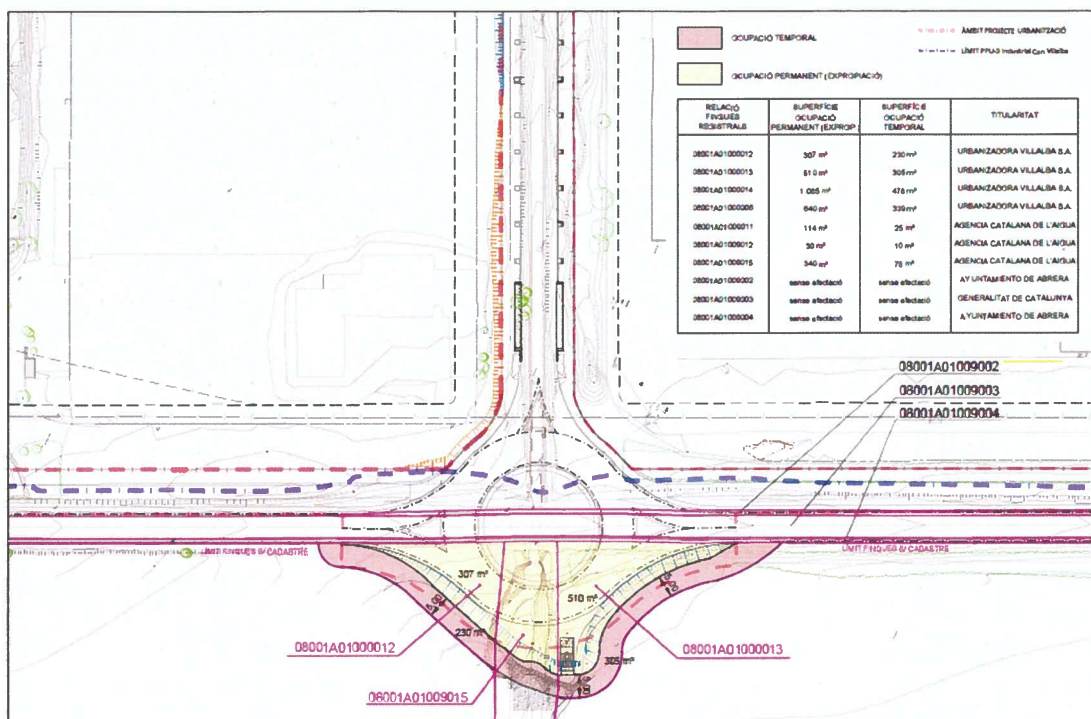 OCUPACIÓ TEMPORAL
OCUPACIÓ PERMANENT (EXPROPIACIÓ)
ÀMBIT PROJECTE URBANITZACIÓ
LÍMIT PPU-3 Industrial Can Vilalba
RELACIÓ FINQUES REGISTRALS
SUPERFÍCIE OCUPACIÓ PERMANENT (EXPROP.)
SUPERFÍCIE OCUPACIÓ TEMPORAL
TITULARITAT
08001A01000012 307 m² 230 m² URBANIZADORA VILLALBA S.A.
08001A01000013 510 m² 305 m² URBANIZADORA VILLALBA S.A.
08001A01000014 1.085 m² 478 m² URBANIZADORA VILLALBA S.A.
08001A01000008 640 m² 339 m² URBANIZADORA VILLALBA S.A.
08001A01009011 114 m² 25 m² AGENCIA CATALANA DE L'AIGUA
08001A01009012 30 m² 10 m² AGENCIA CATALANA DE L'AIGUA
08001A01009015 340 m² 78 m² AGENCIA CATALANA DE L'AIGUA
08001A01009002 sense afectació sense afectació AYUNTAMIENTO DE ABRERA
08001A01009003 sense afectació sense afectació GENERALITAT DE CATALUNYA
08001A01009004 sense afectació sense afectació AYUNTAMIENTO DE ABRERA
08001A01009002
08001A01009003
08001A01009004
LÍMIT FINQUES S/ CADASTRE
LÍMIT FINQUES S/ CADASTRE
307 m²
510 m²
230 m²
305 m²
08001A01000012
08001A01000013
08001A01009015